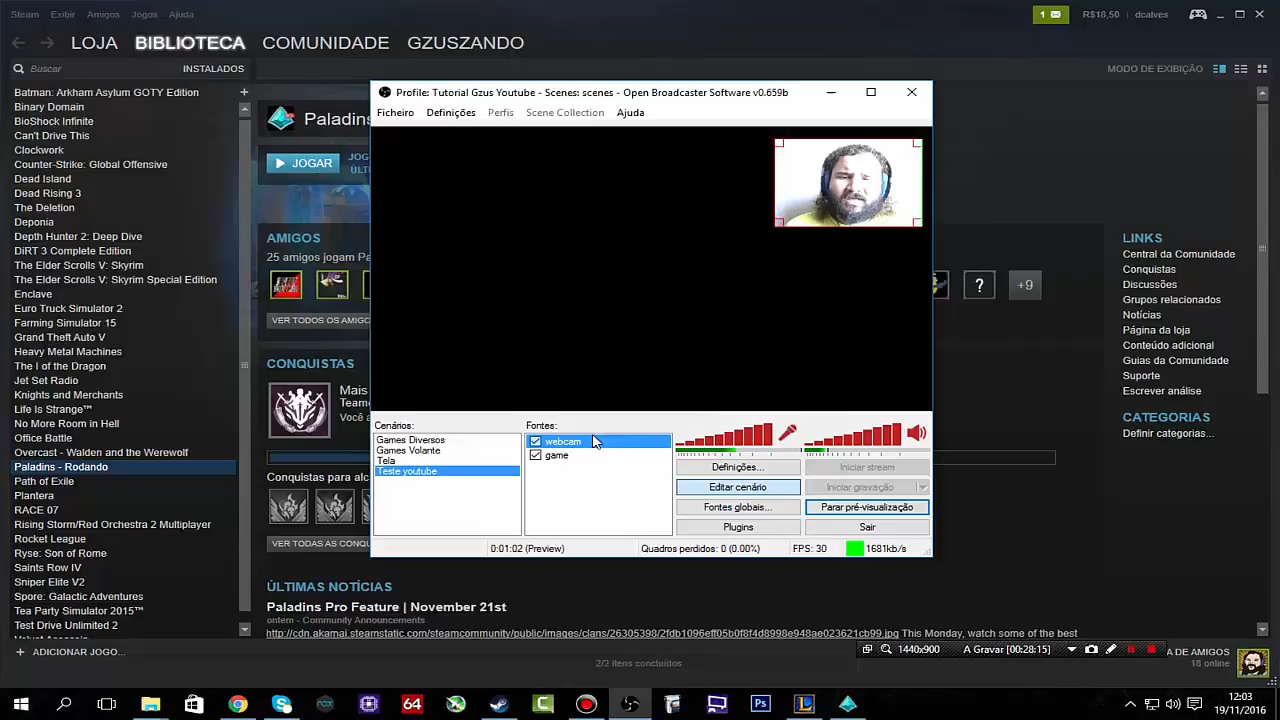 Steam Exibir Amigos Jogos Ajuda
1
R$18,50 dcalves
LOJA BIBLIOTECA COMUNIDADE GZUSZANDO
Buscar INSTALADOS
MODO DE EXIBIÇÃO
Batman: Arkham Asylum GOTY Edition
Binary Domain
BioShock Infinite
Can't Drive This
Clockwork
Counter-Strike: Global Offensive
Dead Island
Dead Rising 3
The Deletion
Deponia
Depth Hunter 2: Deep Dive
DiRT 3 Complete Edition
The Elder Scrolls V: Skyrim
The Elder Scrolls V: Skyrim Special Edition
Enclave
Euro Truck Simulator 2
Farming Simulator 15
Grand Theft Auto V
Heavy Metal Machines
The I of the Dragon
Jet Set Radio
Knights and Merchants
Life Is Strange™
No More Room in Hell
Office Battle
Overcast - Walden and the Werewolf
Paladins - Rodando
Path of Exile
Plantera
RACE 07
Rising Storm/Red Orchestra 2 Multiplayer
Rocket League
Ryse: Son of Rome
Saints Row IV
Sniper Elite V2
Spore: Galactic Adventures
Tea Party Simulator 2015™
Test Drive Unlimited 2
ADICIONAR JOGO...
Paladins
JOGAR
JOG
ÚLT
AMIGOS
25 amigos jogam Pa
VER TODOS OS AMIGO
?
+9
CONQUISTAS
Mais
Você a
Conquistas para alc
VER TODAS AS CONQU
ÚLTIMAS NOTÍCIAS
Paladins Pro Feature | November 21st
ontem - Community Announcements
http://cdn.akamai.steamstatic.com/steamcommunity/public/images/clans/26305398/2fdb1096eff05b0f8f4d8998e948ae023621cb99.jpg This Monday, watch some of the best
2/2 itens concluídos
LINKS
Central da Comunidade
Conquistas
Discussões
Grupos relacionados
Notícias
Página da loja
Conteúdo adicional
Guias da Comunidade
Suporte
Escrever análise
CATEGORIAS
Definir categorias...
Profile: Tutorial Gzus Youtube - Scenes: scenes - Open Broadcaster Software v0.659b
Ficheiro Definições Perfis Scene Collection Ajuda
Cenários:
Games Diversos
Games Volante
Tela
Teste youtube
Fontes:
webcam
game
Definições... Iniciar stream
Editar cenário Iniciar gravação
Fontes globais... Parar pré-visualização
Plugins Sair
0:01:02 (Preview) Quadros perdidos: 0 (0.00%) FPS: 30 1681kb/s
1440x900 A Gravar [00:28:15]
A DE AMIGOS
18 online
64
Ps
12:03
19/11/2016